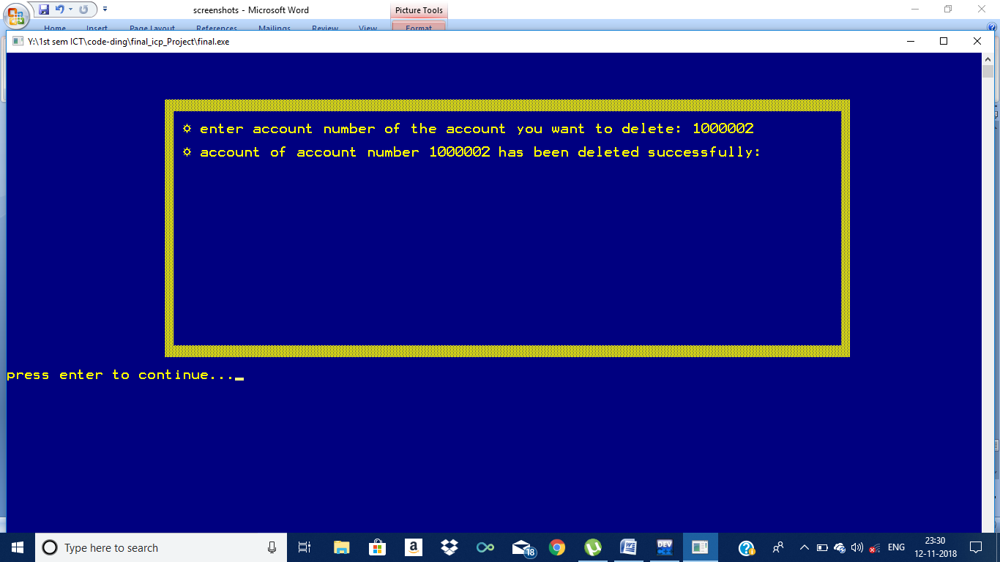 screenshots - Microsoft Word
Picture Tools
Home Insert Page Layout References Mailings Review View Format
Y:\1st sem ICT\code-ding\final_icp_Project\final.exe
☼ enter account number of the account you want to delete: 1000002
☼ account of account number 1000002 has been deleted successfully:
press enter to continue..._
Type here to search
18
DEV
ENG
23:30
12-11-2018